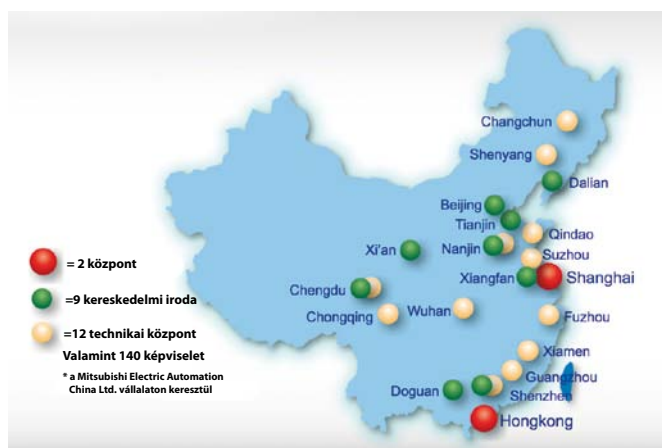 Changchun
Shenyang
Dalian
Beijing
Tianjin
Qindao
Xi'an
Nanjin
Suzhou
Xiangfan
Shanghai
Chengdu
Chongqing
Wuhan
Fuzhou
Xiamen
Guangzhou
Doguan
Shenzhen
Hongkong
= 2 központ
=9 kereskedelmi iroda
=12 technikai központ
Valamint 140 képviselet
* a Mitsubishi Electric Automation
China Ltd. vállalaton keresztül